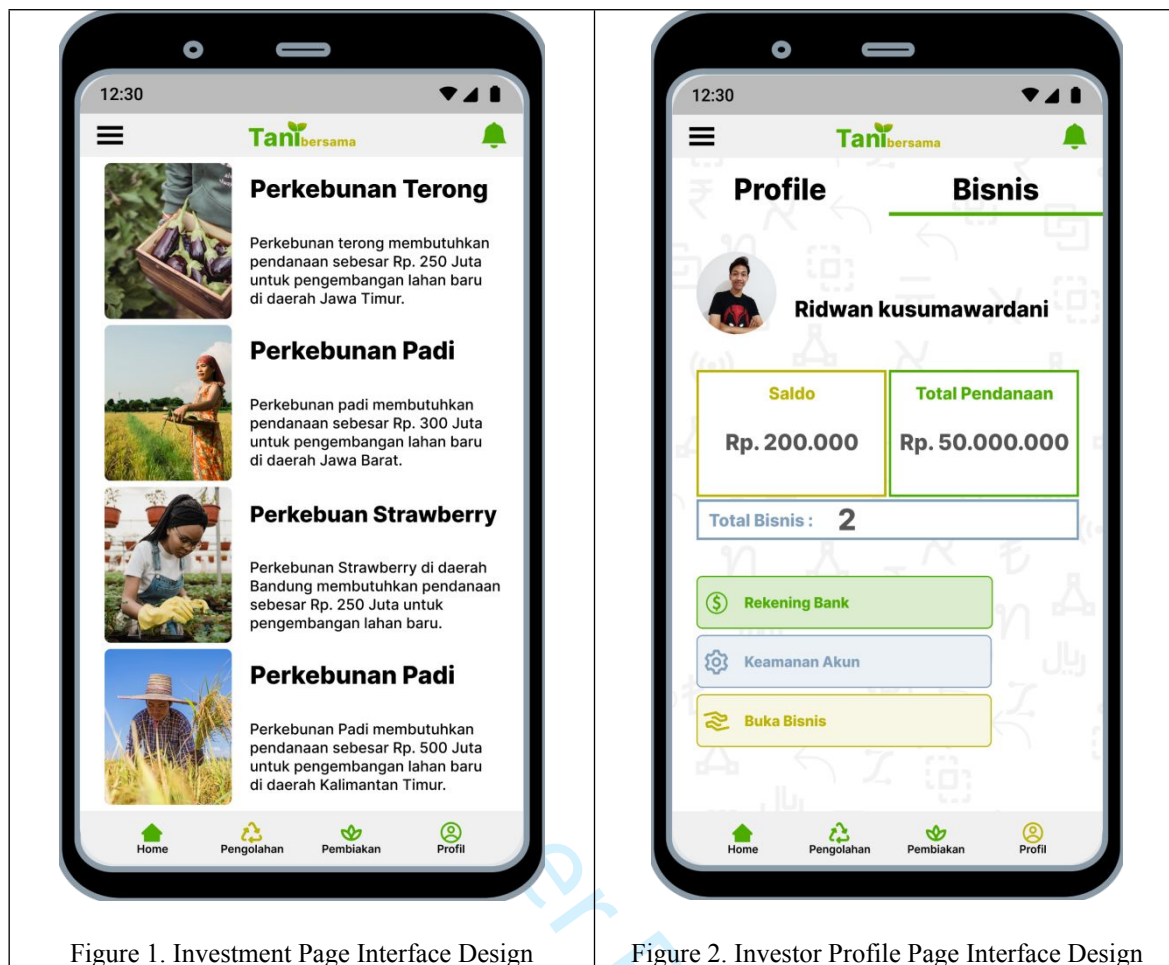 12:30
Tani bersama
Perkebunan Terong
Perkebunan terong membutuhkan
pendanaan sebesar Rp. 250 Juta
untuk pengembangan lahan baru
di daerah Jawa Timur.
Perkebunan Padi
Perkebunan padi membutuhkan
pendanaan sebesar Rp. 300 Juta
untuk pengembangan lahan baru
di daerah Jawa Barat.
Perkebuan Strawberry
Perkebunan Strawberry di daerah
Bandung membutuhkan pendanaan
sebesar Rp. 250 Juta untuk
pengembangan lahan baru.
Perkebunan Padi
Perkebunan Padi membutuhkan
pendanaan sebesar Rp. 500 Juta
untuk pengembangan lahan baru
di daerah Kalimantan Timur.
Home Pengolahan Pembiakan Profil
Figure 1. Investment Page Interface Design
12:30
Tani bersama
Profile Bisnis
Ridwan kusumawardani
Saldo Total Pendanaan
Rp. 200.000 Rp. 50.000.000
Total Bisnis : 2
Rekening Bank
Keamanan Akun
Buka Bisnis
Home Pengolahan Pembiakan Profil
Figure 2. Investor Profile Page Interface Design